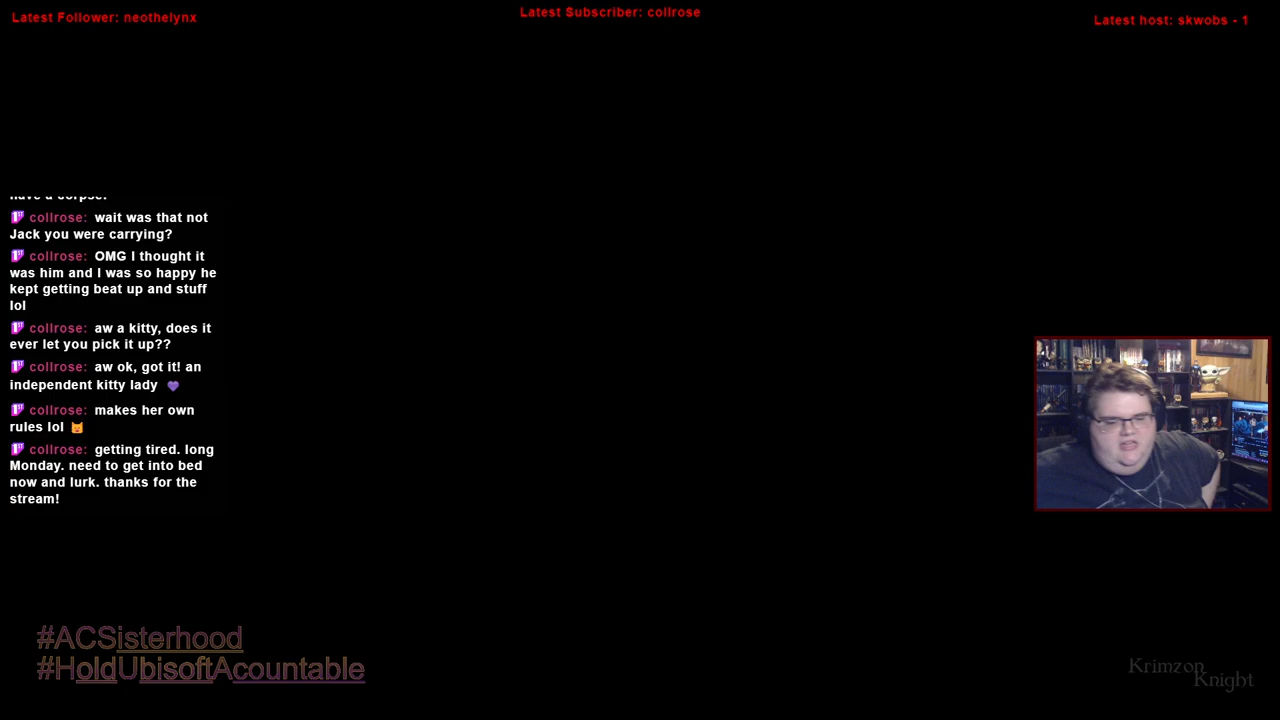 Latest Follower: neothelynx
Latest Subscriber: collrose
Latest host: skwobs - 1
have a corpse!
collrose: wait was that not
Jack you were carrying?
collrose: OMG I thought it
was him and I was so happy he
kept getting beat up and stuff
lol
collrose: aw a kitty, does it
ever let you pick it up??
collrose: aw ok, got it! an
independent kitty lady 💜
collrose: makes her own
rules lol 😺
collrose: getting tired. long
Monday. need to get into bed
now and lurk. thanks for the
stream!
#ACSisterhood
#HoldUbisoftAcountable
Krimzon
Knight